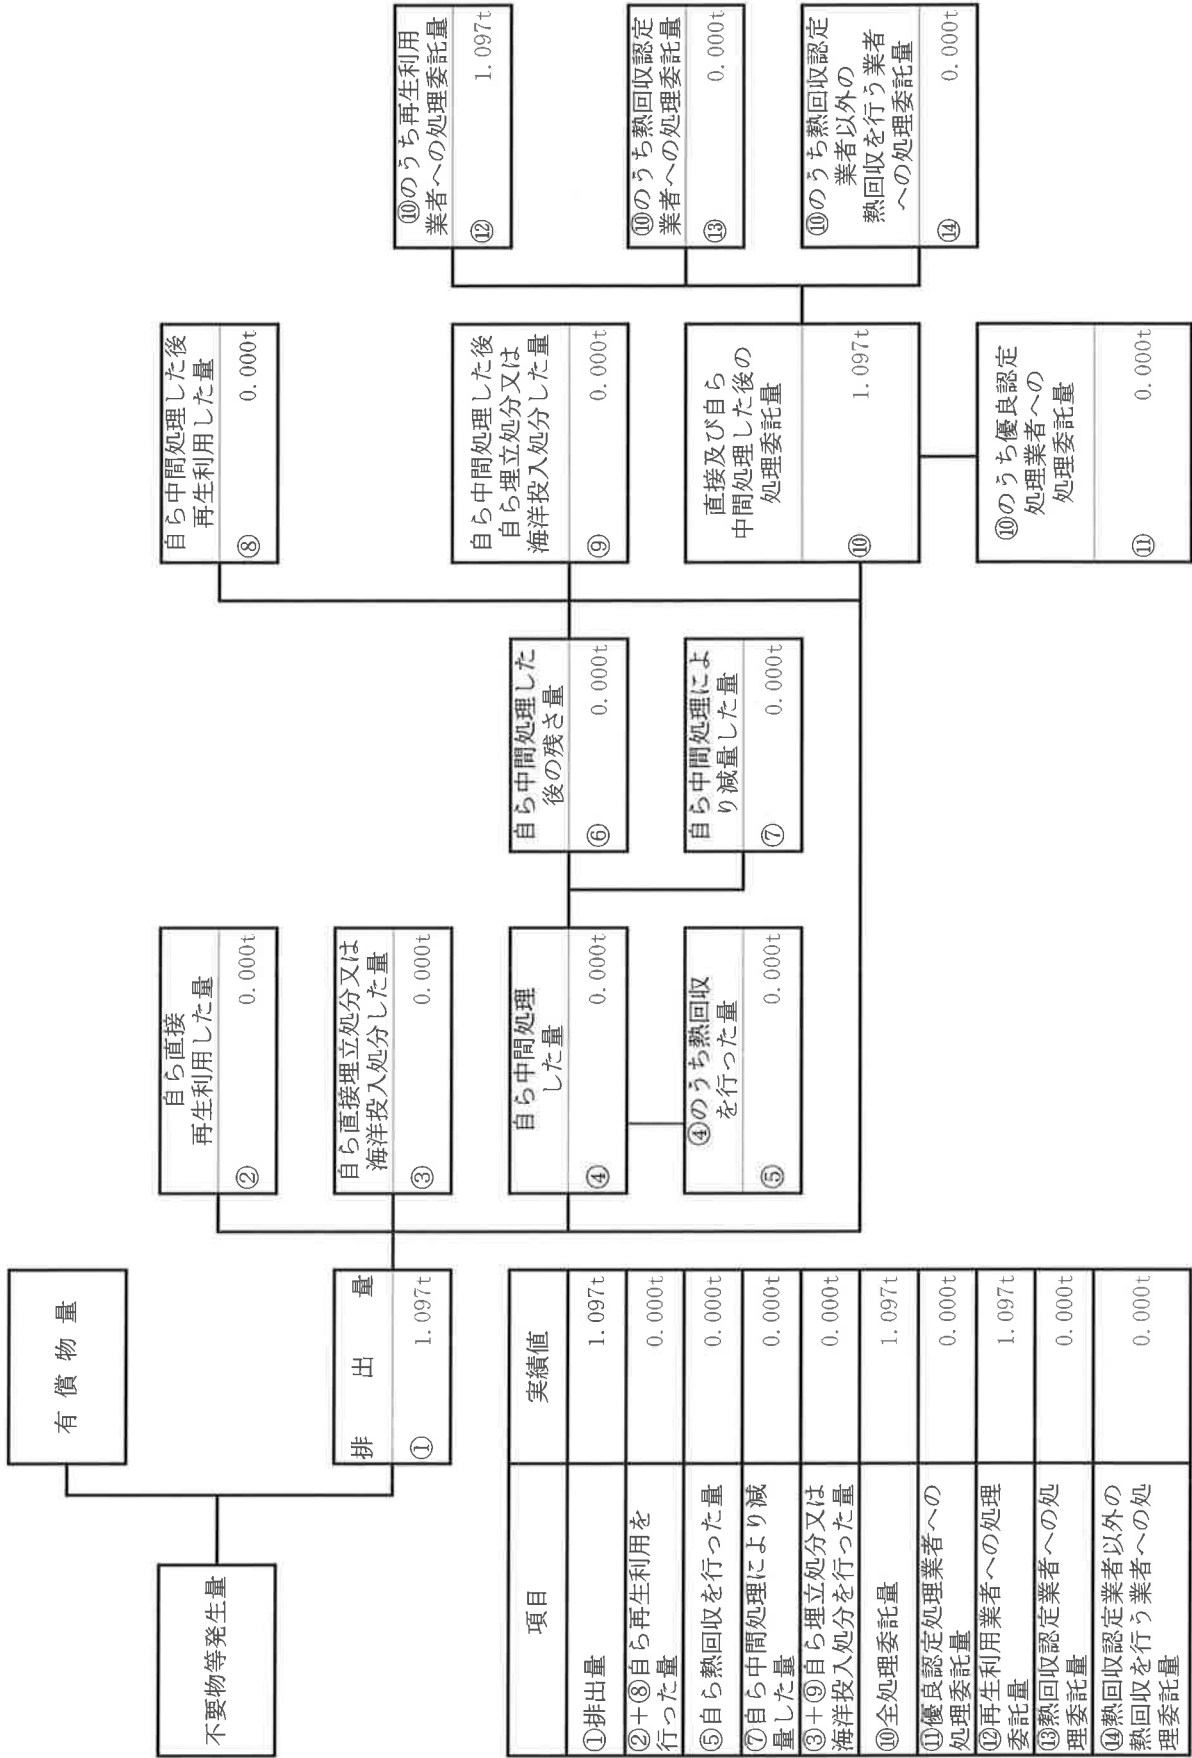 不要物等発生量
有償物量
排出量
① 1.097t
自ら直接
再生利用した量
② 0.000t
自ら直接埋立処分又は
海洋投入処分した量
③ 0.000t
自ら中間処理
した量
④ 0.000t
④のうち熱回収
を行った量
⑤ 0.000t
自ら中間処理した
後の残さ量
⑥ 0.000t
自ら中間処理によ
り減量した量
⑦ 0.000t
自ら中間処理した後
再生利用した量
⑧ 0.000t
自ら中間処理した後
自ら埋立処分又は
海洋投入処分した量
⑨ 0.000t
直接及び自ら
中間処理した後の
処理委託量
⑩ 1.097t
⑩のうち優良認定
処理業者への
処理委託量
⑪ 0.000t
⑩のうち再生利用
業者への処理委託量
⑫ 1.097t
⑩のうち熱回収認定
業者への処理委託量
⑬ 0.000t
⑩のうち熱回収認定
業者以外の
熱回収を行う業者
への処理委託量
⑭ 0.000t
項目 実績値
①排出量 1.097t
②+⑧自ら再生利用を
行った量 0.000t
⑤自ら熱回収を行った量 0.000t
⑦自ら中間処理により減
量した量 0.000t
③+⑨自ら埋立処分又は
海洋投入処分を行った量 0.000t
⑩全処理委託量 1.097t
⑪優良認定処理業者への
処理委託量 0.000t
⑫再生利用業者への処理
委託量 1.097t
⑬熱回収認定業者への処
理委託量 0.000t
⑭熱回収認定業者以外の
熱回収を行う業者への処
理委託量 0.000t